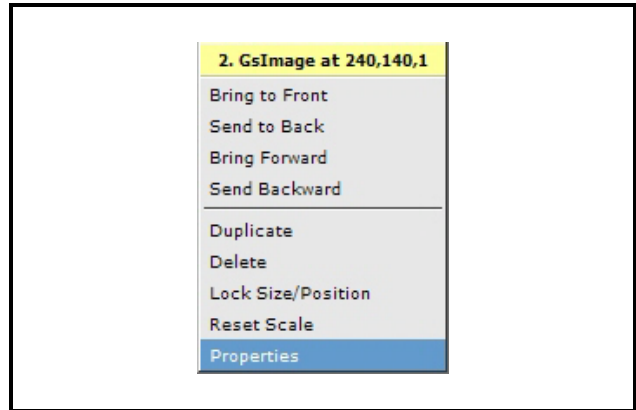 2. GsImage at 240,140,1
Bring to Front
Send to Back
Bring Forward
Send Backward
Duplicate
Delete
Lock Size/Position
Reset Scale
Properties